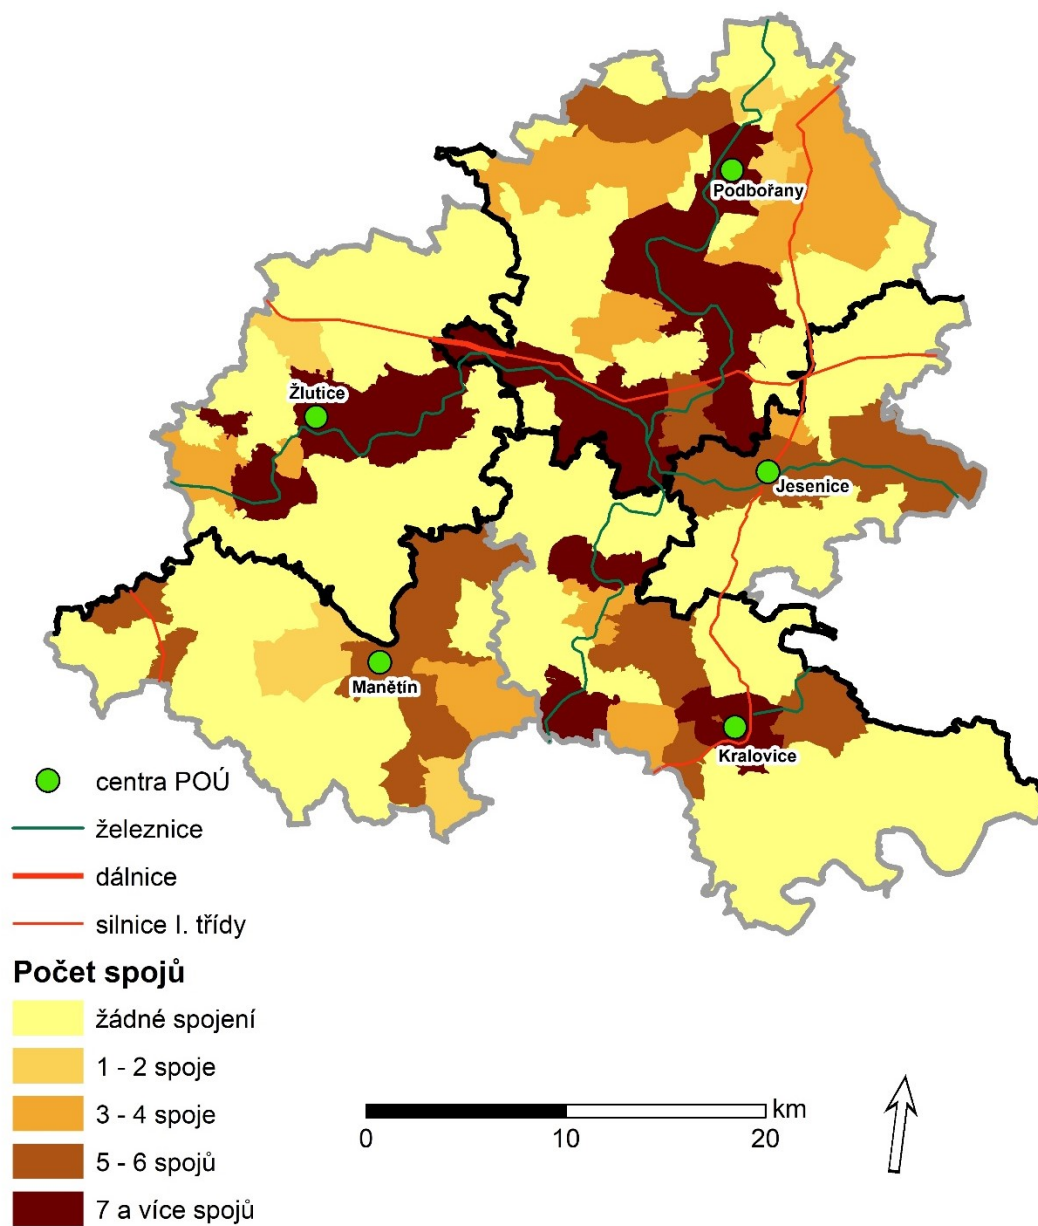 Podbořany
Žlutice
Jesenice
Manětín
Kralovice
centra POÚ
železnice
dálnice
silnice I. třídy
Počet spojů
žádné spojení
1 - 2 spoje
3 - 4 spoje
5 - 6 spojů
7 a více spojů
km
0 10 20